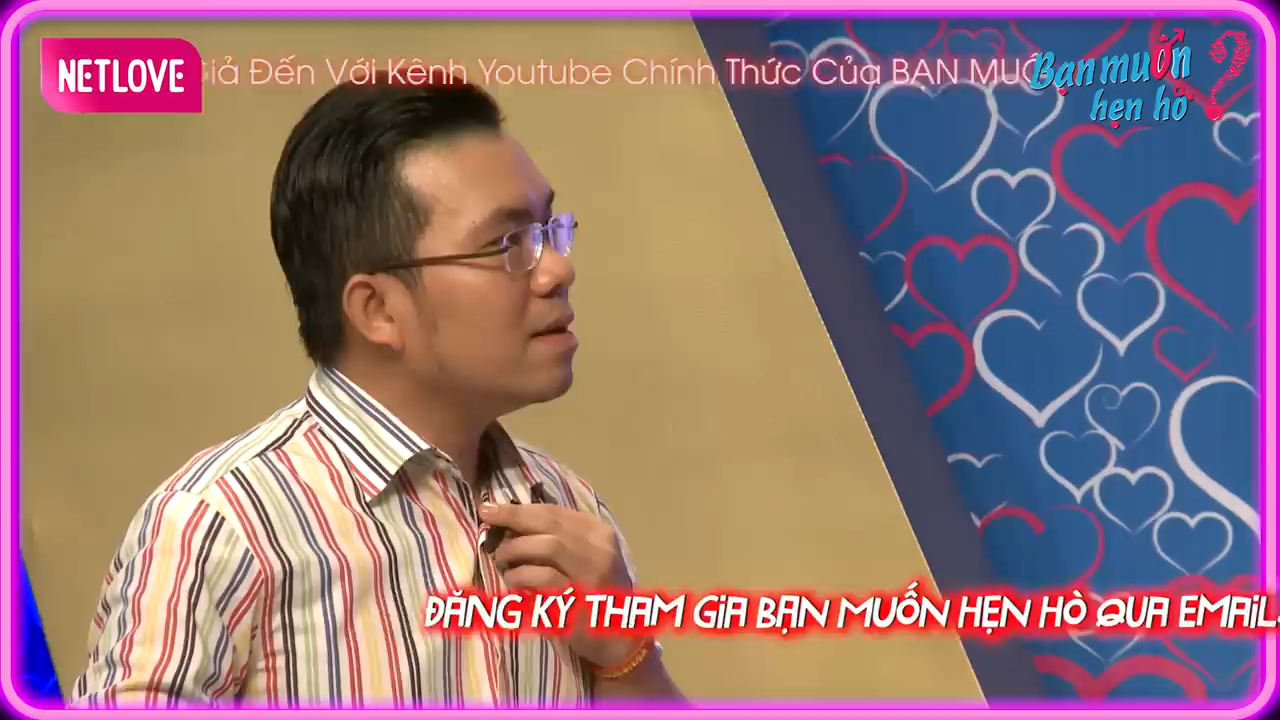 NETLOVE
Giả Đến Với Kênh Youtube Chính Thức Của BẠN MUỐ
Bạn muốn
hẹn hò
ĐĂNG KÝ THAM GIA BẠN MUỐN HẸN HÒ QUA EMAIL